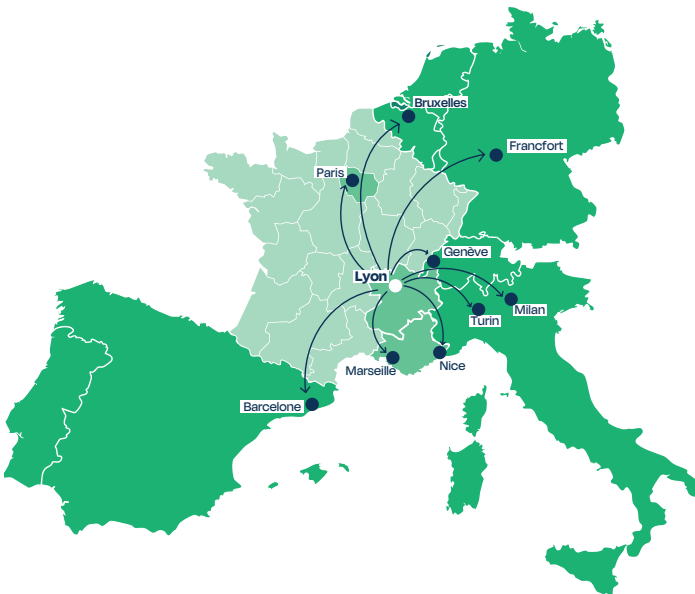 Bruxelles
Francfort
Paris
Genève
Lyon
Milan
Turin
Nice
Marseille
Barcelone